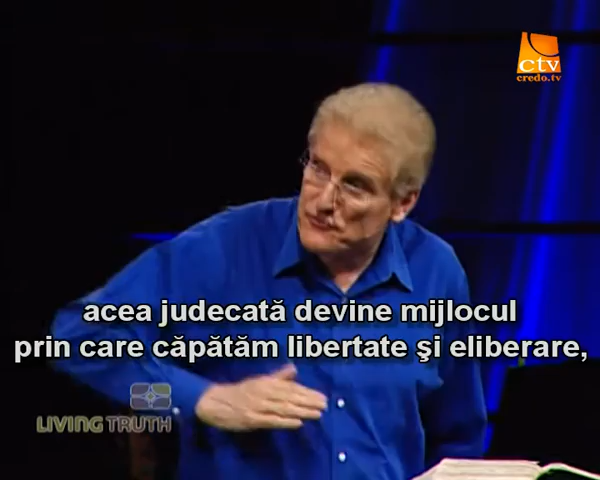 ctv
credo.tv
acea judecată devine mijlocul
prin care căpătăm libertate şi eliberare,
LIVING TRUTH